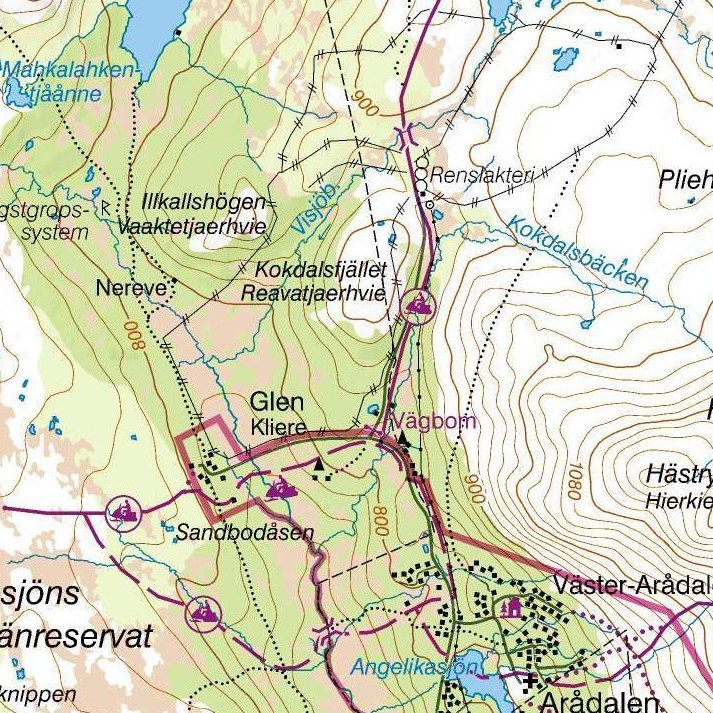 Mahkalahken-
tjåånne
900
Renslakteri
Plieh
Illkallshögen
Vaaktetjaerhvie
Visjöb.
gstgrops-
system
Kokdalsbäcken
Kokdalsfjället
Reavatjaerhvie
Nereve
800
Glen
Kliere
Vägbom
Hästry
Hierkie
1080
900
800
Sandbodåsen
Väster-Arådal
sjöns
änreservat
Angelikasjön
knippen
Arådalen